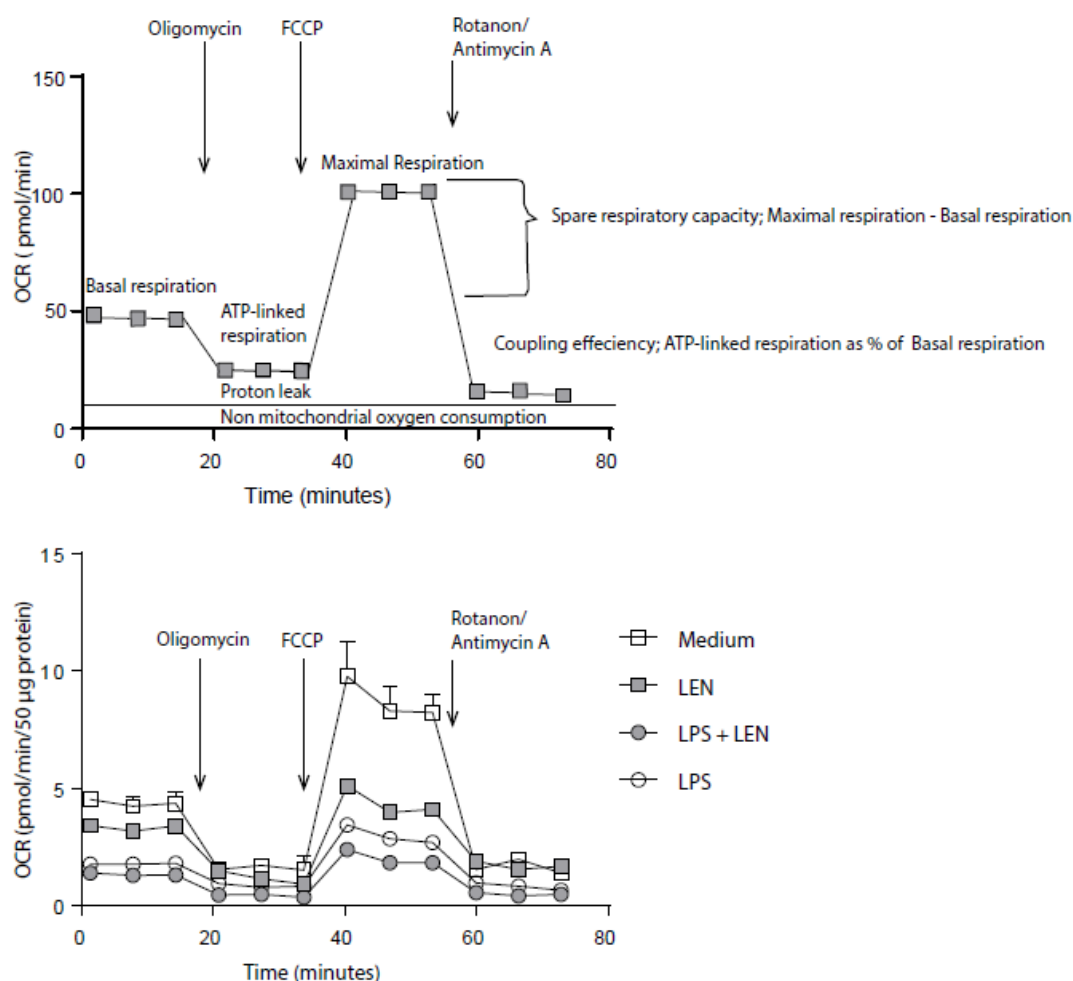 Oligomycin
FCCP
Rotanon/
Antimycin A
150
100
50
0
OCR ( pmol/min)
Maximal Respiration
Spare respiratory capacity; Maximal respiration - Basal respiration
Basal respiration
ATP-linked
respiration
Coupling effeciency; ATP-linked respiration as % of Basal respiration
Proton leak
Non mitochondrial oxygen consumption
0 20 40 60 80
Time (minutes)
15
10
5
0
OCR(pmol/min/50 µg protein)
Oligomycin
FCCP
Rotanon/
Antimycin A
Medium
LEN
LPS + LEN
LPS
0 20 40 60 80
Time (minutes)